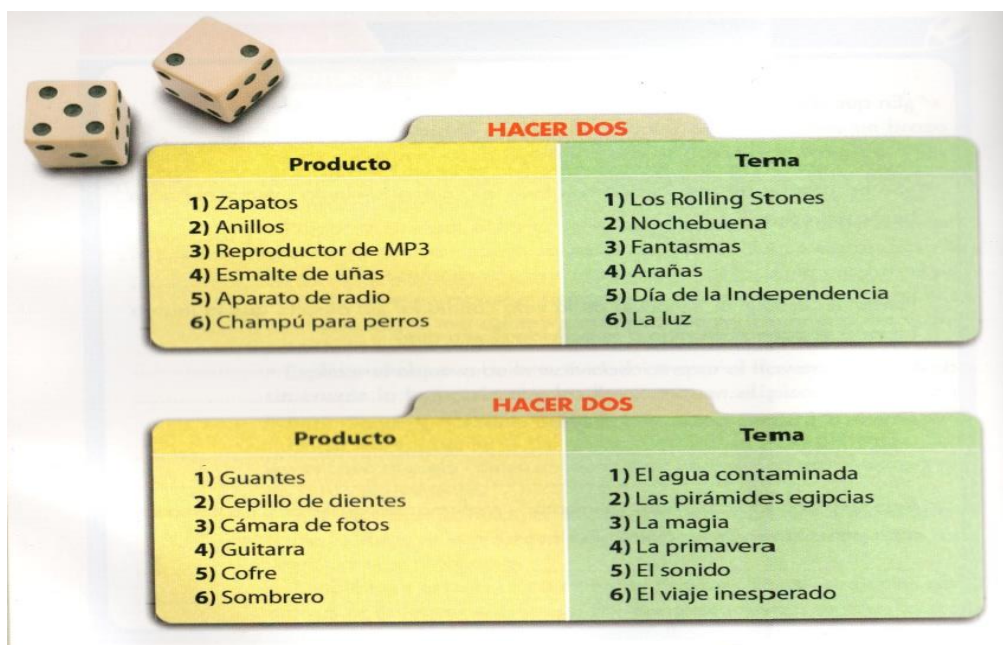 HACER DOS
Producto
Tema
1) Zapatos
2) Anillos
3) Reproductor de MP3
4) Esmalte de uñas
5) Aparato de radio
6) Champú para perros
1) Los Rolling Stones
2) Nochebuena
3) Fantasmas
4) Arañas
5) Día de la Independencia
6) La luz
HACER DOS
Producto
Tema
1) Guantes
2) Cepillo de dientes
3) Cámara de fotos
4) Guitarra
5) Cofre
6) Sombrero
1) El agua contaminada
2) Las pirámides egipcias
3) La magia
4) La primavera
5) El sonido
6) El viaje inesperado